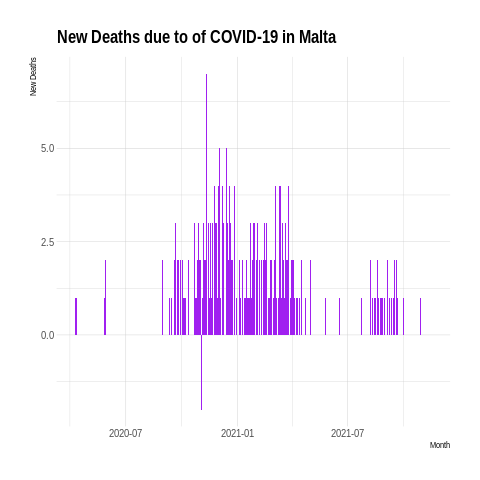 New Deaths due to of COVID-19 in Malta
New Deaths
5.0
2.5
0.0
2020-07 2021-01 2021-07
Month